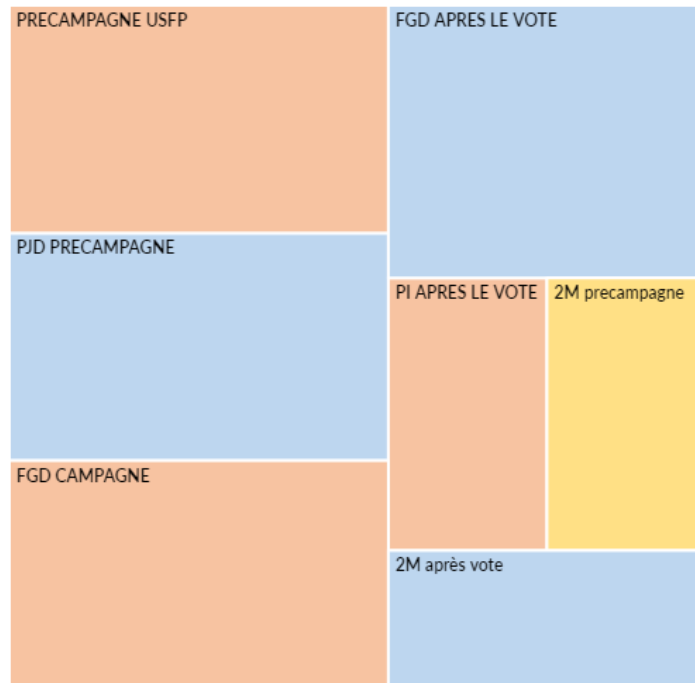 PRECAMPAGNE USFP
FGD APRES LE VOTE
PJD PRECAMPAGNE
PI APRES LE VOTE
2M precampagne
FGD CAMPAGNE
2M après vote